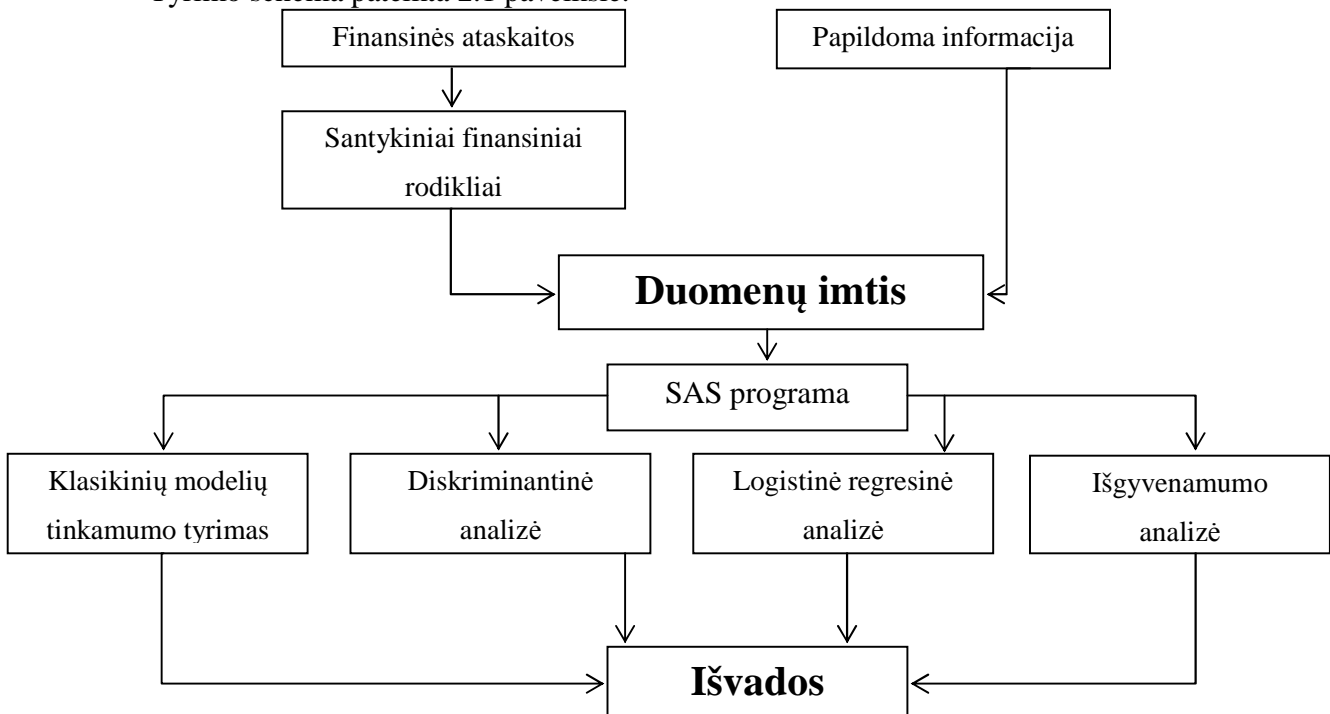 Tyrimo schema pateikta 2.1 paveiksle.
Finansinės ataskaitos
Papildoma informacija
Santykiniai finansiniai
rodikliai
Duomenų imtis
SAS programa
Klasikinių modelių
tinkamumo tyrimas
Diskriminantinė
analizė
Logistinė regresinė
analizė
Išgyvenamumo
analizė
Išvados